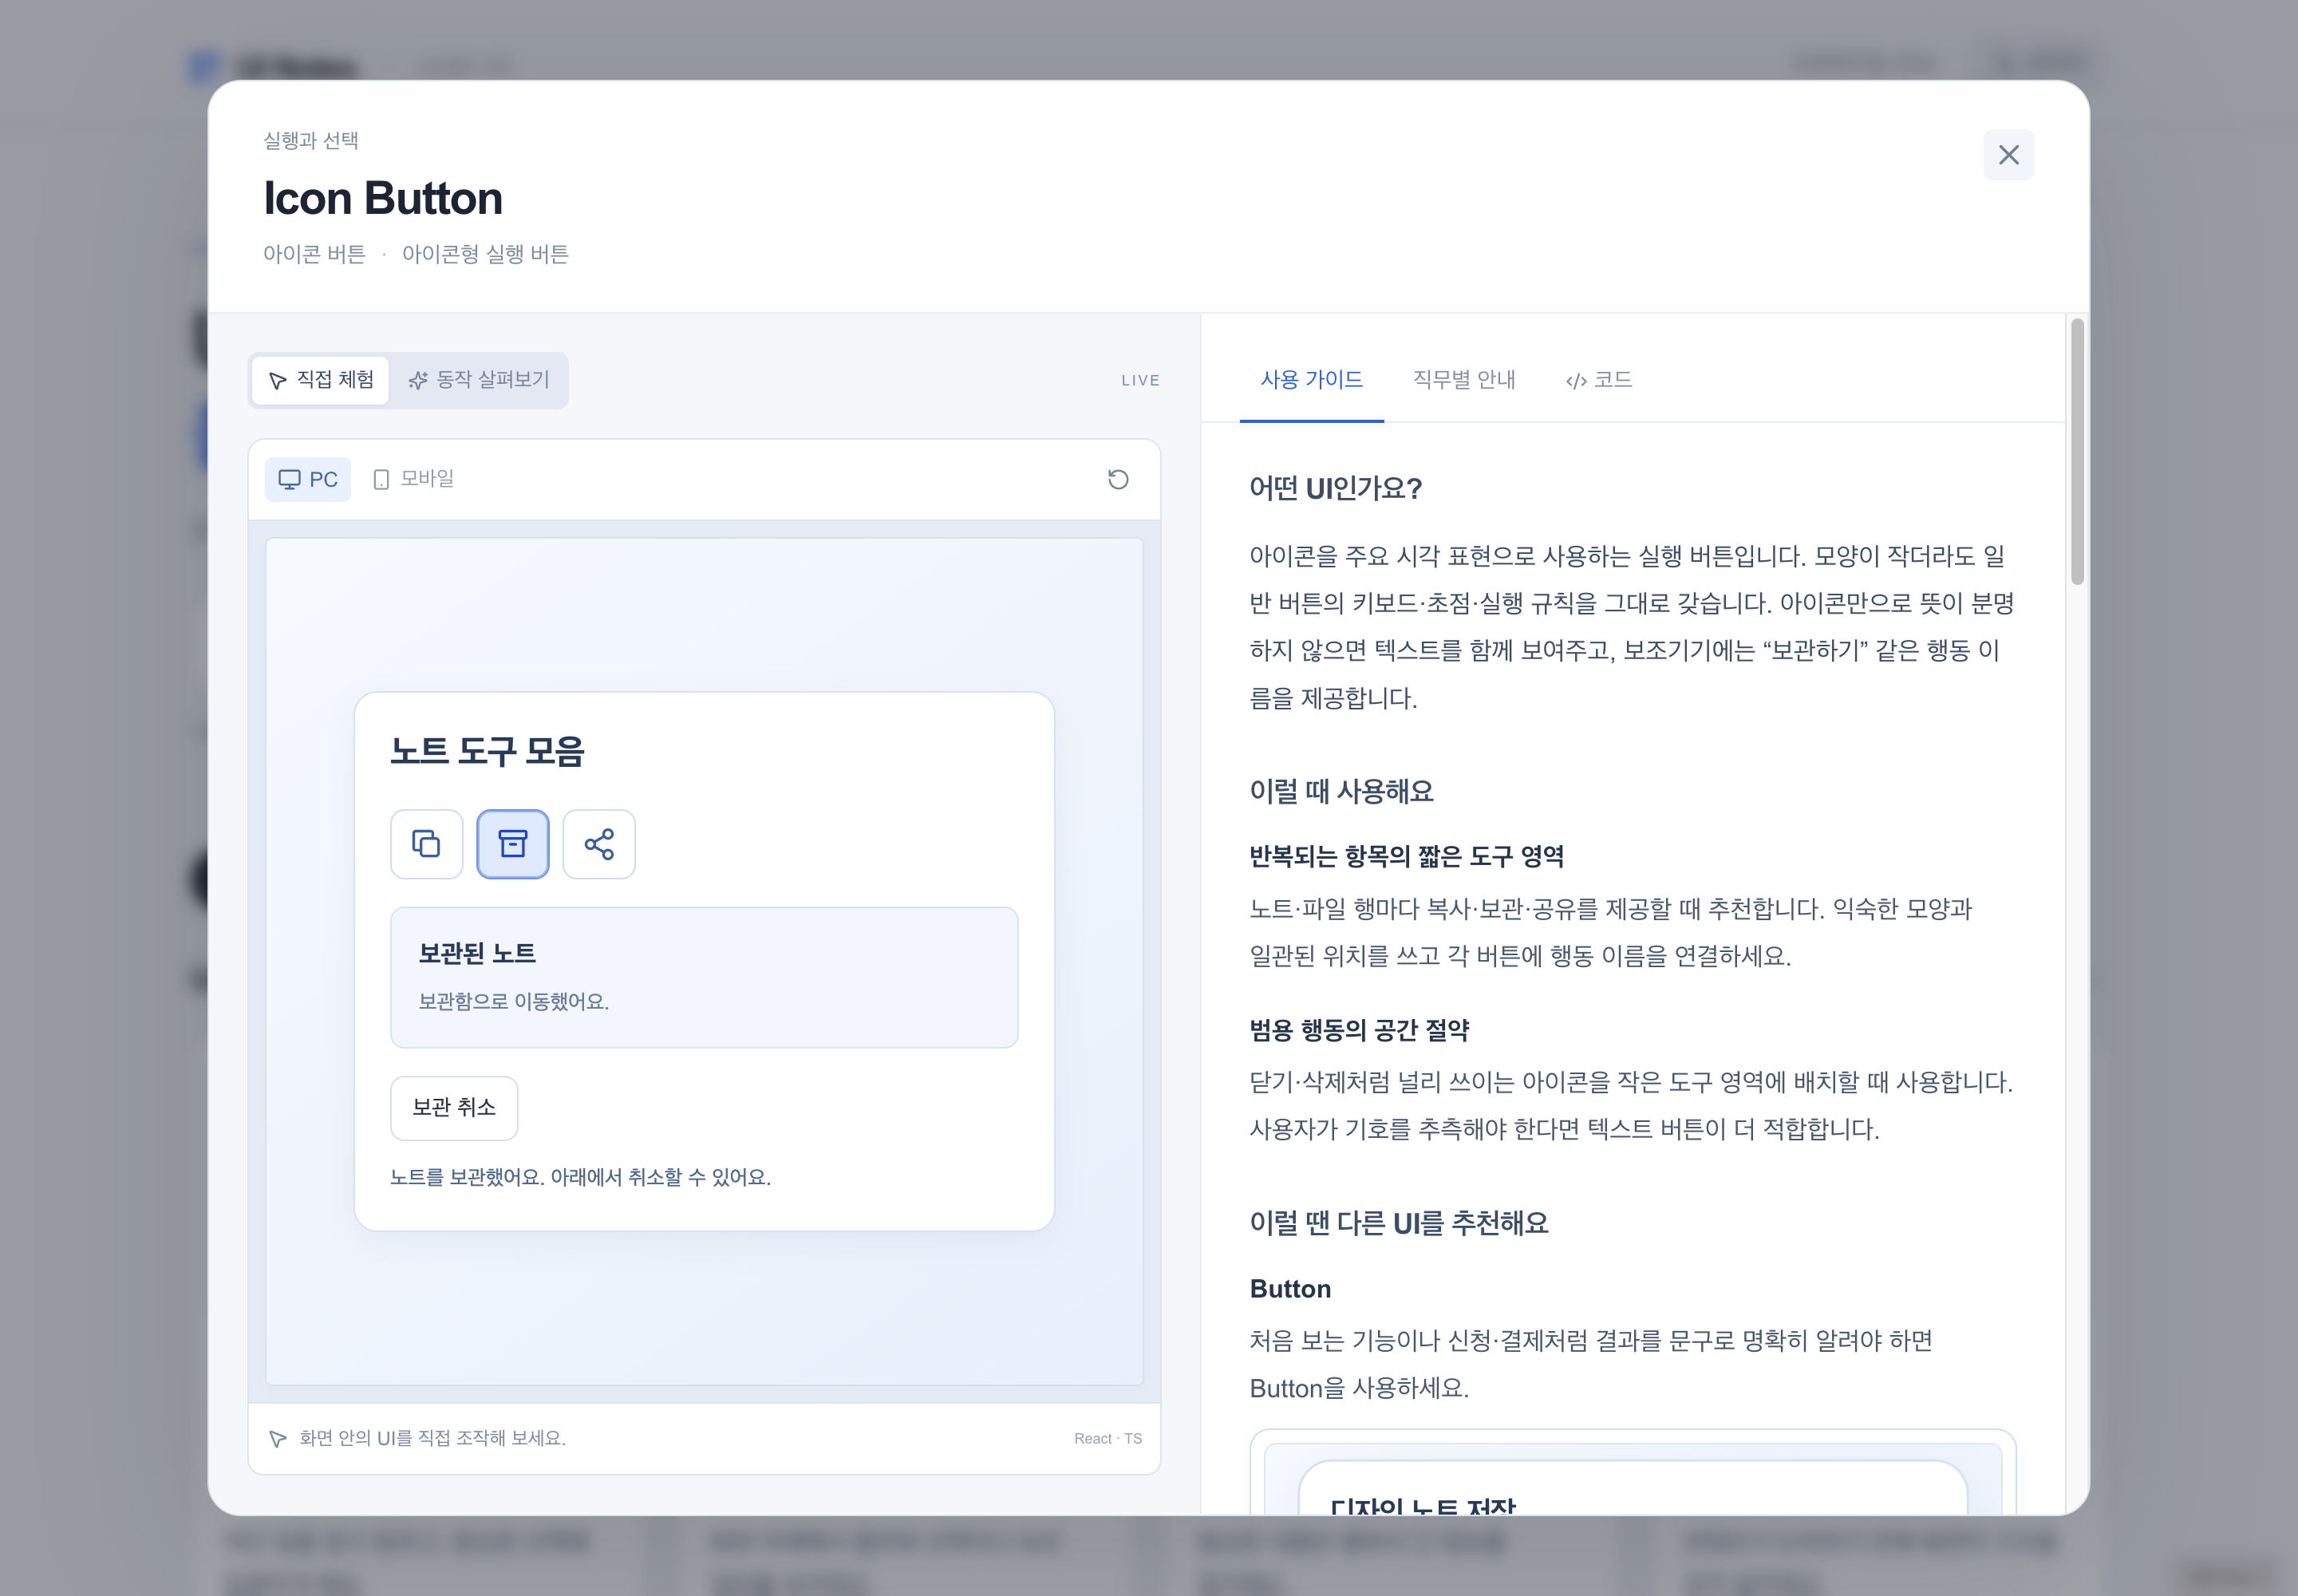 실행과 선택
Icon Button
아이콘 버튼 · 아이콘형 실행 버튼
직접 체험
동작 살펴보기
LIVE
PC
모바일
노트 도구 모음
보관된 노트
보관함으로 이동했어요.
보관 취소
노트를 보관했어요. 아래에서 취소할 수 있어요.
화면 안의 UI를 직접 조작해 보세요.
React · TS
사용 가이드
직무별 안내
코드
어떤 UI인가요?
아이콘을 주요 시각 표현으로 사용하는 실행 버튼입니다. 모양이 작더라도 일
반 버튼의 키보드·초점·실행 규칙을 그대로 갖습니다. 아이콘만으로 뜻이 분명
하지 않으면 텍스트를 함께 보여주고, 보조기기에는 “보관하기” 같은 행동 이
름을 제공합니다.
이럴 때 사용해요
반복되는 항목의 짧은 도구 영역
노트·파일 행마다 복사·보관·공유를 제공할 때 추천합니다. 익숙한 모양과
일관된 위치를 쓰고 각 버튼에 행동 이름을 연결하세요.
범용 행동의 공간 절약
닫기·삭제처럼 널리 쓰이는 아이콘을 작은 도구 영역에 배치할 때 사용합니다.
사용자가 기호를 추측해야 한다면 텍스트 버튼이 더 적합합니다.
이럴 땐 다른 UI를 추천해요
Button
처음 보는 기능이나 신청·결제처럼 결과를 문구로 명확히 알려야 하면
Button을 사용하세요.
디자인 노트 저장